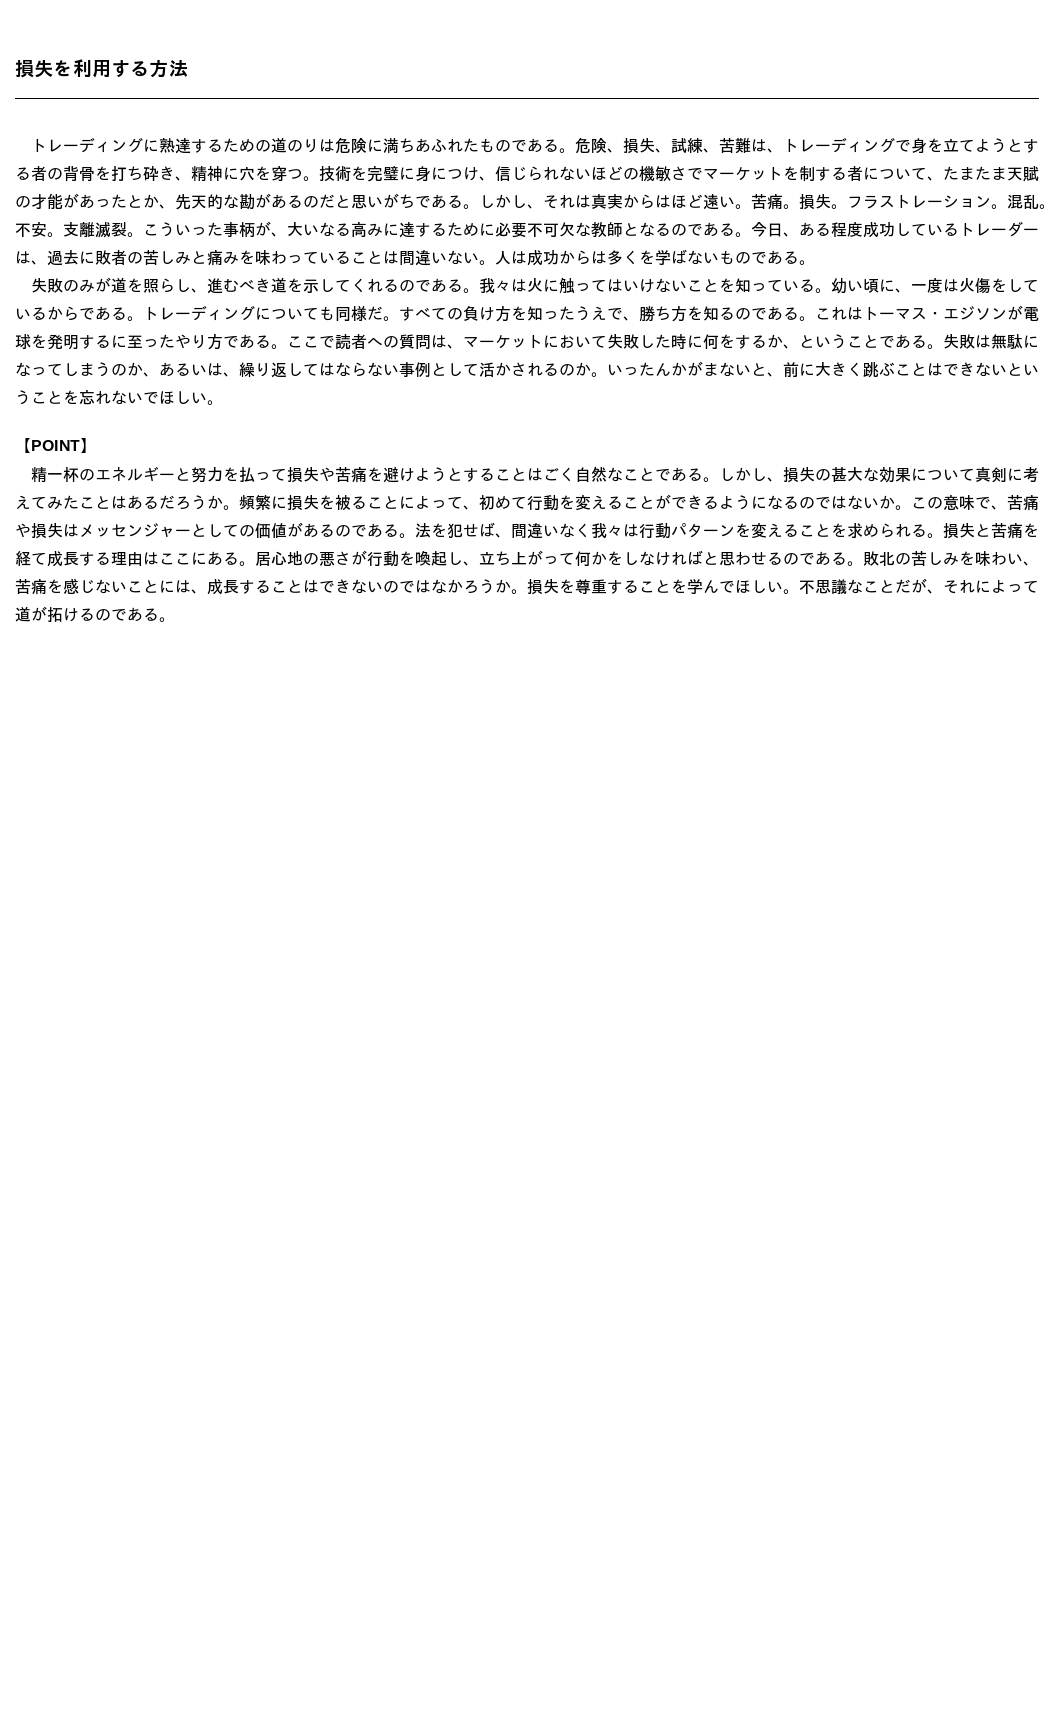 損失を利用する方法
　トレーディングに熟達するための道のりは危険に満ちあふれたものである。危険、損失、試練、苦難は、トレーディングで身を立てようとす
る者の背骨を打ち砕き、精神に穴を穿つ。技術を完璧に身につけ、信じられないほどの機敏さでマーケットを制する者について、たまたま天賦
の才能があったとか、先天的な勘があるのだと思いがちである。しかし、それは真実からはほど遠い。苦痛。損失。フラストレーション。混乱。
不安。支離滅裂。こういった事柄が、大いなる高みに達するために必要不可欠な教師となるのである。今日、ある程度成功しているトレーダー
は、過去に敗者の苦しみと痛みを味わっていることは間違いない。人は成功からは多くを学ばないものである。
　失敗のみが道を照らし、進むべき道を示してくれるのである。我々は火に触ってはいけないことを知っている。幼い頃に、一度は火傷をして
いるからである。トレーディングについても同様だ。すべての負け方を知ったうえで、勝ち方を知るのである。これはトーマス・エジソンが電
球を発明するに至ったやり方である。ここで読者への質問は、マーケットにおいて失敗した時に何をするか、ということである。失敗は無駄に
なってしまうのか、あるいは、繰り返してはならない事例として活かされるのか。いったんかがまないと、前に大きく跳ぶことはできないとい
うことを忘れないでほしい。
【POINT】
　精一杯のエネルギーと努力を払って損失や苦痛を避けようとすることはごく自然なことである。しかし、損失の甚大な効果について真剣に考
えてみたことはあるだろうか。頻繁に損失を被ることによって、初めて行動を変えることができるようになるのではないか。この意味で、苦痛
や損失はメッセンジャーとしての価値があるのである。法を犯せば、間違いなく我々は行動パターンを変えることを求められる。損失と苦痛を
経て成長する理由はここにある。居心地の悪さが行動を喚起し、立ち上がって何かをしなければと思わせるのである。敗北の苦しみを味わい、
苦痛を感じないことには、成長することはできないのではなかろうか。損失を尊重することを学んでほしい。不思議なことだが、それによって
道が拓けるのである。